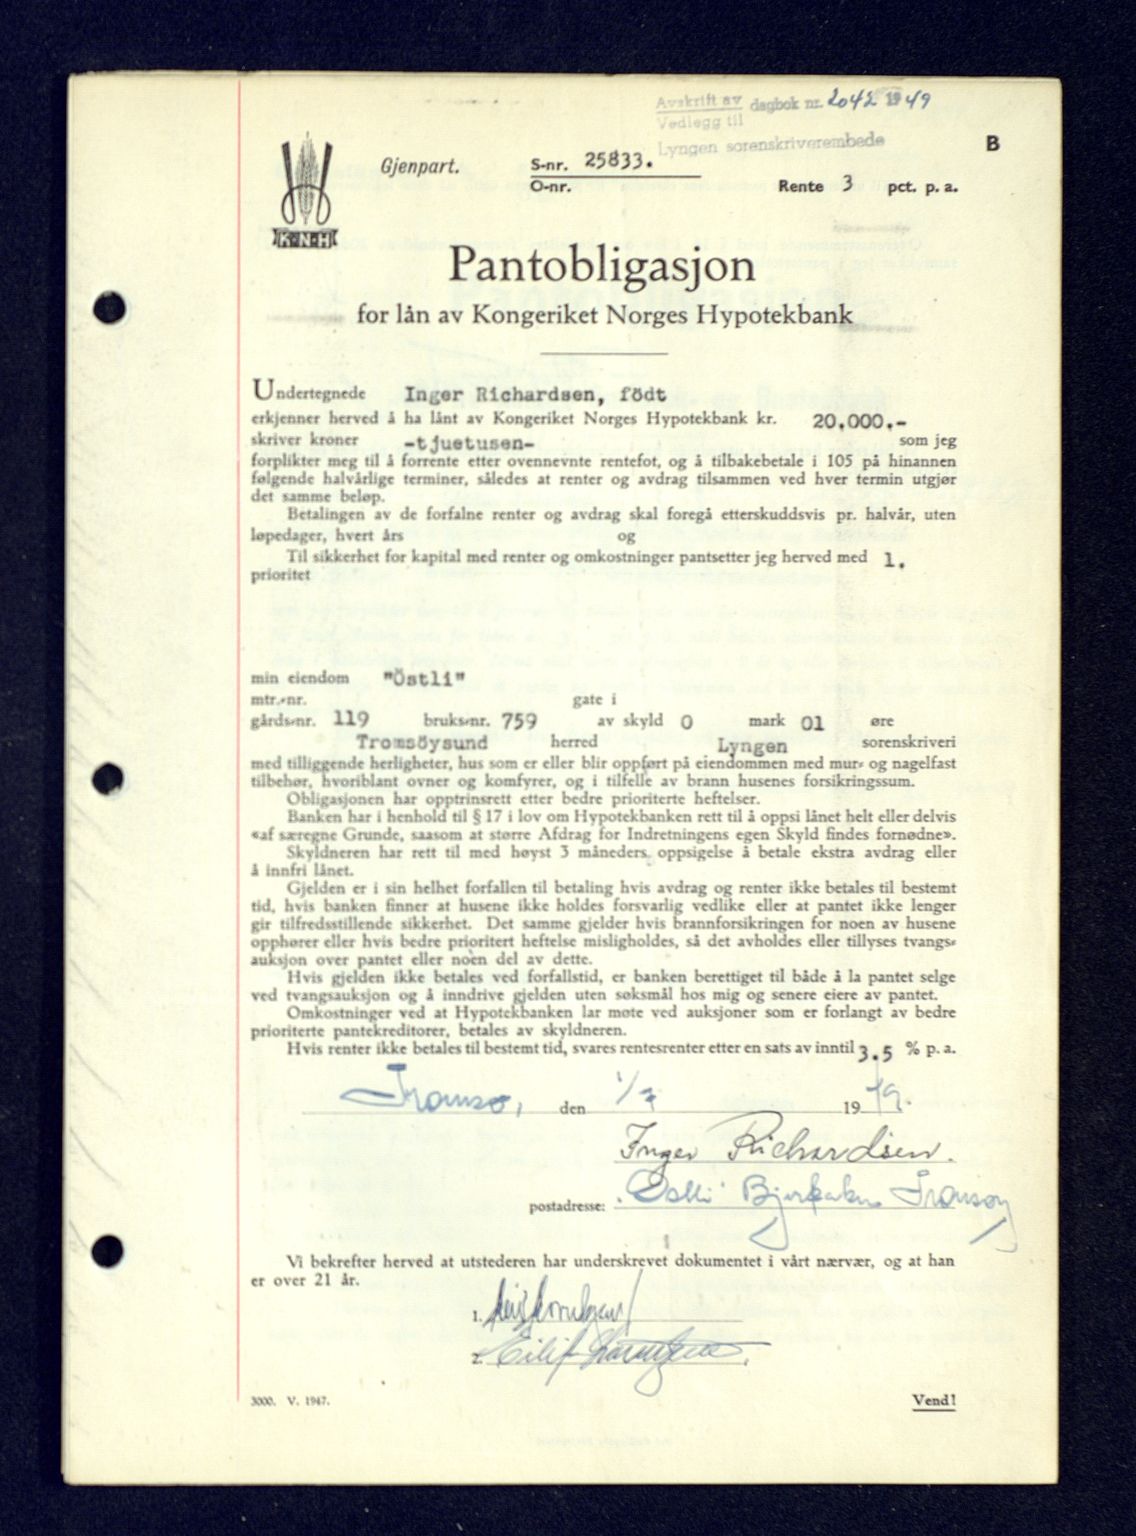 Avskrift av dagbok nr. 2042 1949
Vedlegg til
Lyngen sorenskriverembede
B
Gjenpart.
S-nr. 25833.
O-nr.
Rente 3 pct. p. a.
K·N·H
Pantobligasjon
for lån av Kongeriket Norges Hypotekbank
Undertegnede Inger Richardsen, födt
erkjenner herved å ha lånt av Kongeriket Norges Hypotekbank kr. 20.000.-
skriver kroner -tjuetusen- som jeg
forplikter meg til å forrente etter ovennevnte rentefot, og å tilbakebetale i 105 på hinannen
følgende halvårlige terminer, således at renter og avdrag tilsammen ved hver termin utgjør
det samme beløp.
Betalingen av de forfalne renter og avdrag skal foregå etterskuddsvis pr. halvår, uten
løpedager, hvert års og
Til sikkerhet for kapital med renter og omkostninger pantsetter jeg herved med 1.
prioritet
min eiendom "Östli"
mtr.-nr. gate i
gårds-nr. 119 bruks-nr. 759 av skyld 0 mark 01 øre
Tromsöysund herred Lyngen sorenskriveri
med tilliggende herligheter, hus som er eller blir oppført på eiendommen med mur- og nagelfast
tilbehør, hvoriblant ovner og komfyrer, og i tilfelle av brann husenes forsikringssum.
Obligasjonen har opptrinsrett etter bedre prioriterte heftelser.
Banken har i henhold til § 17 i lov om Hypotekbanken rett til å oppsi lånet helt eller delvis
«af særegne Grunde, saasom at større Afdrag for Indretningens egen Skyld findes fornødne».
Skyldneren har rett til med høyst 3 måneders oppsigelse å betale ekstra avdrag eller
å innfri lånet.
Gjelden er i sin helhet forfallen til betaling hvis avdrag og renter ikke betales til bestemt
tid, hvis banken finner at husene ikke holdes forsvarlig vedlike eller at pantet ikke lenger
gir tilfredsstillende sikkerhet. Det samme gjelder hvis brannforsikringen for noen av husene
opphører eller hvis bedre prioritert heftelse misligholdes, så det avholdes eller tillyses tvangs-
auksjon over pantet eller noen del av dette.
Hvis gjelden ikke betales ved forfallstid, er banken berettiget til både å la pantet selge
ved tvangsauksjon og å inndrive gjelden uten søksmål hos mig og senere eiere av pantet.
Omkostninger ved at Hypotekbanken lar møte ved auksjoner som er forlangt av bedre
prioriterte pantekreditorer, betales av skyldneren.
Hvis renter ikke betales til bestemt tid, svares rentesrenter etter en sats av inntil 3.5 % p. a.
Tromsø, den 1/7 1949.
Inger Richardsen.
postadresse: "Østli" Tromsöy
Vi bekrefter herved at utstederen har underskrevet dokumentet i vårt nærvær, og at han
er over 21 år.
1.
2. Eilif
3000. V. 1947.
Vend!